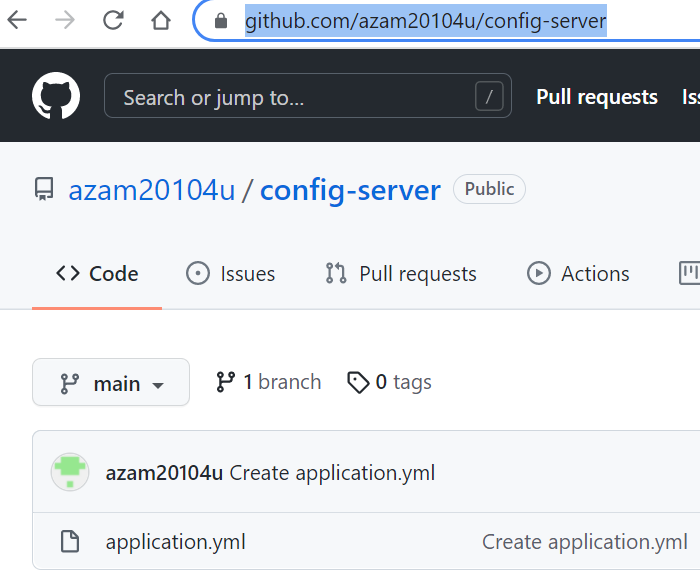 github.com/azam20104u/config-server
Search or jump to... /
Pull requests
azam20104u / config-server Public
Code Issues Pull requests Actions
main 1 branch 0 tags
azam20104u Create application.yml
application.yml Create application.yml